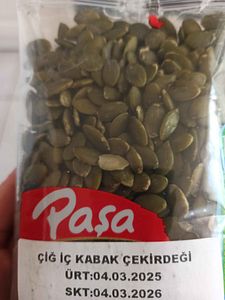 Paşa
ÇİĞ İÇ KABAK ÇEKİRDEĞİ
ÜRT:04.03.2025
SKT:04.03.2026